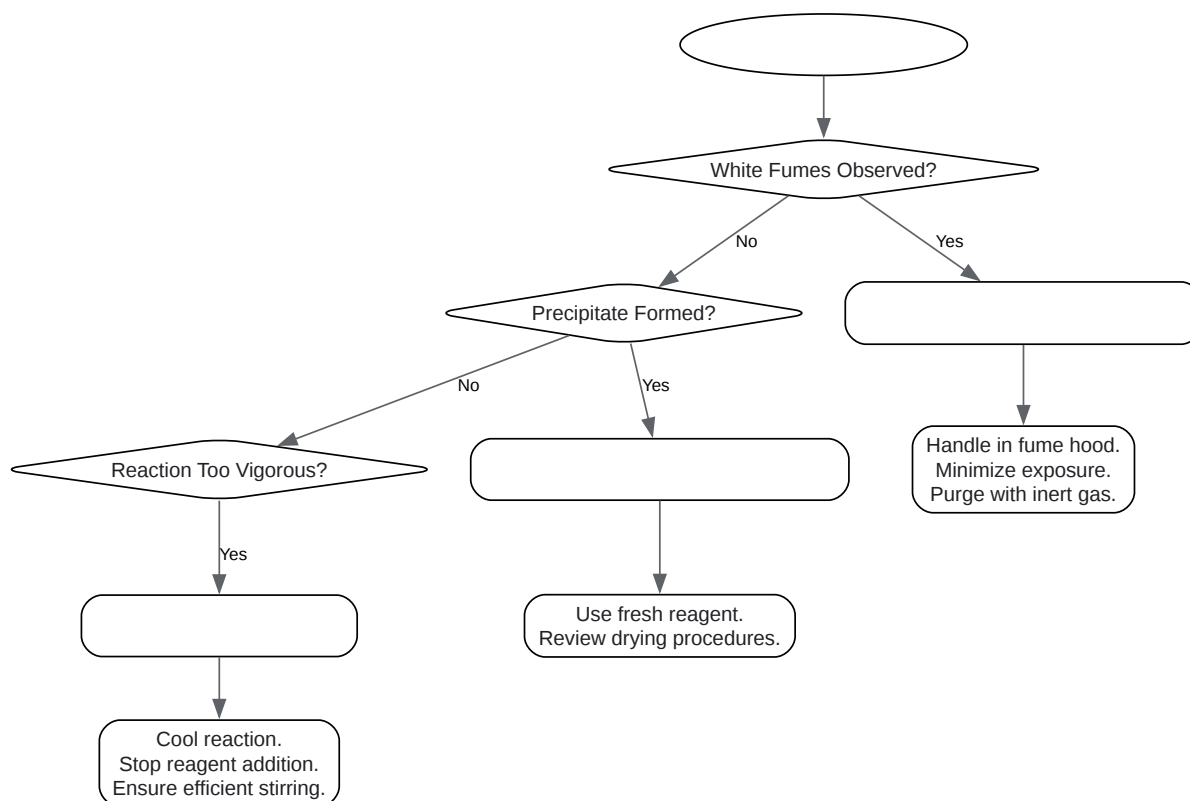 White Fumes Observed?
No
Yes
Precipitate Formed?
No
Yes
Reaction Too Vigorous?
Handle in fume hood.
Minimize exposure.
Purge with inert gas.
Yes
Use fresh reagent.
Review drying procedures.
Cool reaction.
Stop reagent addition.
Ensure efficient stirring.